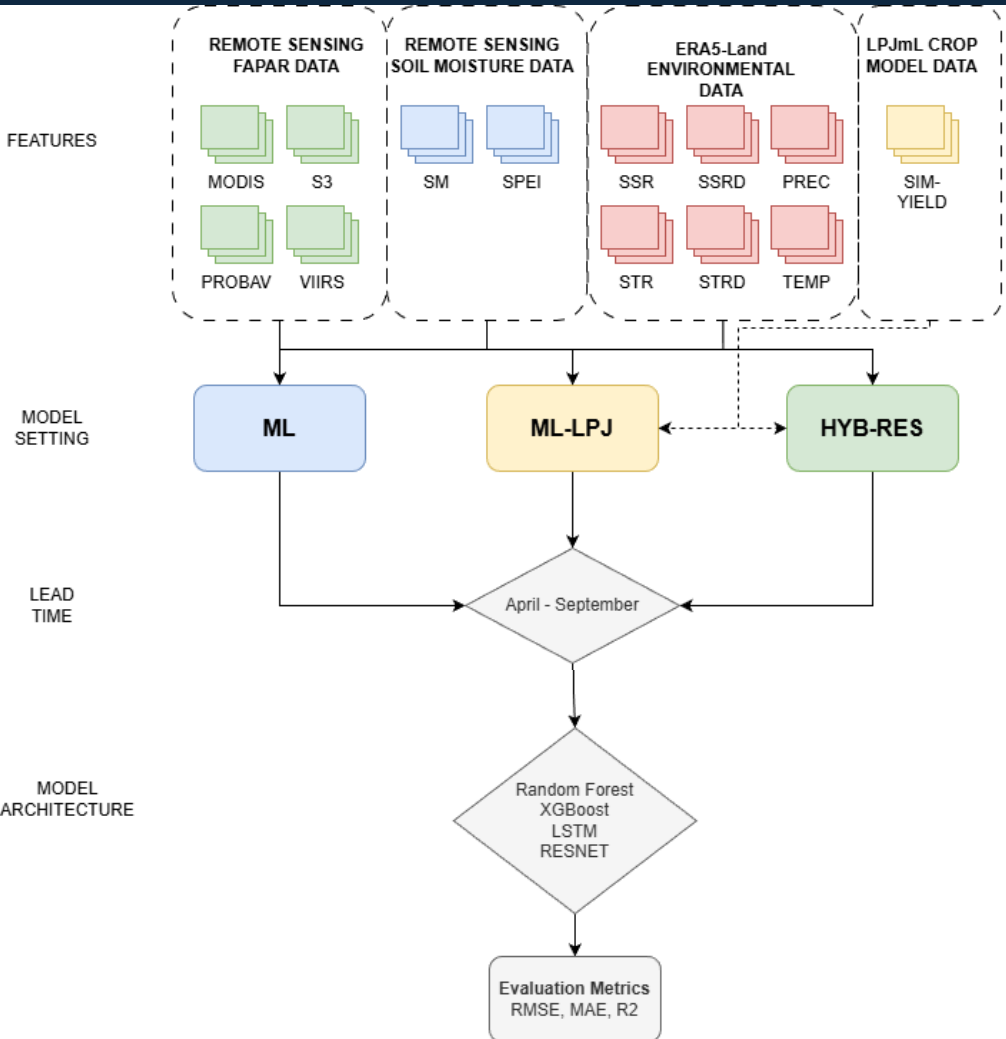 REMOTE SENSING
FAPAR DATA
REMOTE SENSING
SOIL MOISTURE DATA
ERA5-Land
ENVIRONMENTAL
DATA
LPJmL CROP
MODEL DATA
FEATURES
MODIS
S3
SM
SPEI
SSR
SSRD
PREC
SIM-
YIELD
PROBAV
VIIRS
STR
STRD
TEMP
MODEL
SETTING
ML
ML-LPJ
HYB-RES
LEAD
TIME
April - September
MODEL
ARCHITECTURE
Random Forest
XGBoost
LSTM
RESNET
Evaluation Metrics
RMSE, MAE, R2